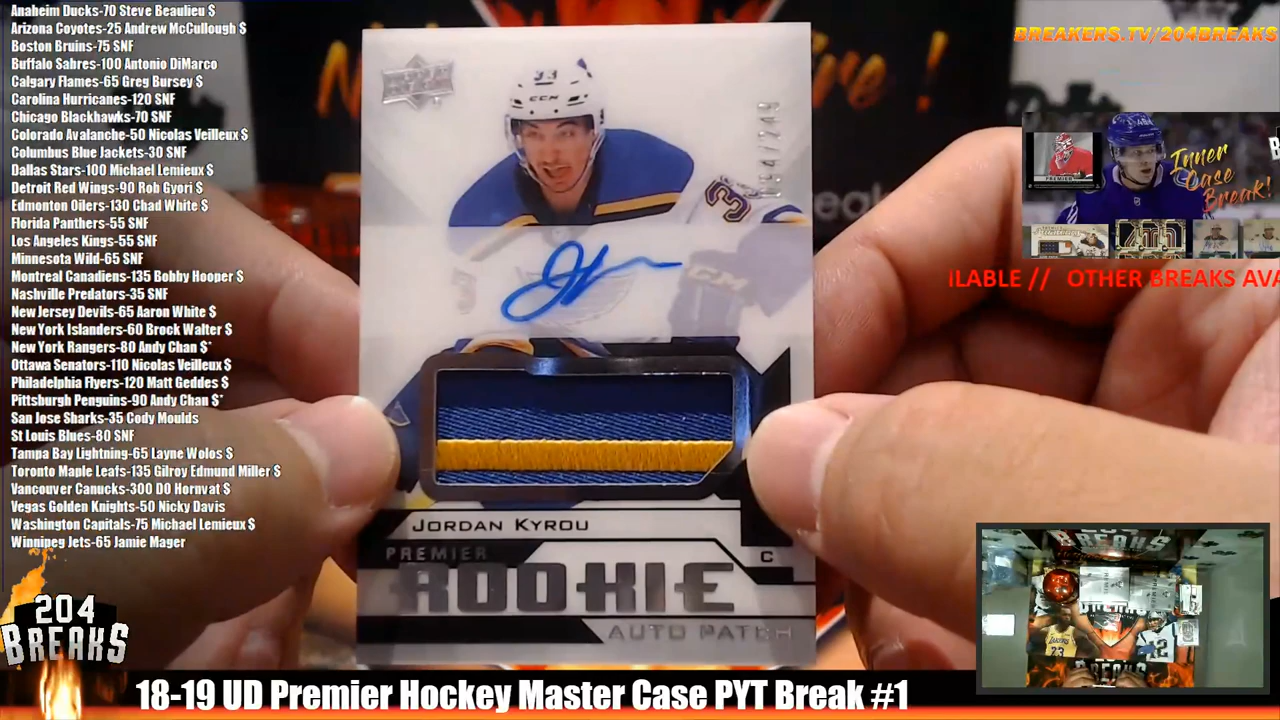 Anaheim Ducks-70 Steve Beaulieu $
Arizona Coyotes-25 Andrew McCullough $
Boston Bruins-75 SNF
Buffalo Sabres-100 Antonio DiMarco
Calgary Flames-65 Greg Bursey $
Carolina Hurricanes-120 SNF
Chicago Blackhawks-70 SNF
Colorado Avalanche-50 Nicolas Veilleux $
Columbus Blue Jackets-30 SNF
Dallas Stars-100 Michael Lemieux $
Detroit Red Wings-90 Rob Gyori $
Edmonton Oilers-130 Chad White $
Florida Panthers-55 SNF
Los Angeles Kings-55 SNF
Minnesota Wild-65 SNF
Montreal Canadiens-135 Bobby Hooper $
Nashville Predators-35 SNF
New Jersey Devils-65 Aaron White $
New York Islanders-60 Brock Walter $
New York Rangers-80 Andy Chan $*
Ottawa Senators-110 Nicolas Veilleux $
Philadelphia Flyers-120 Matt Geddes $
Pittsburgh Penguins-90 Andy Chan $*
San Jose Sharks-35 Cody Moulds
St Louis Blues-80 SNF
Tampa Bay Lightning-65 Layne Wolos $
Toronto Maple Leafs-135 Gilroy Edmund Miller $
Vancouver Canucks-300 DO Horvat $
Vegas Golden Knights-50 Nicky Davis
Washington Capitals-75 Michael Lemieux $
Winnipeg Jets-65 Jamie Mager
204
BREAKS
UPPER DECK
33
CCM
CCM
JORDAN KYROU
C
PREMIER
ROOKIE
AUTO PATCH
BREAKERS.TV/204BREAKS
PREMIER
Inner
Case
Break!
ILABLE // OTHER BREAKS AVA
BREAKS
18-19 UD Premier Hockey Master Case PYT Break #1